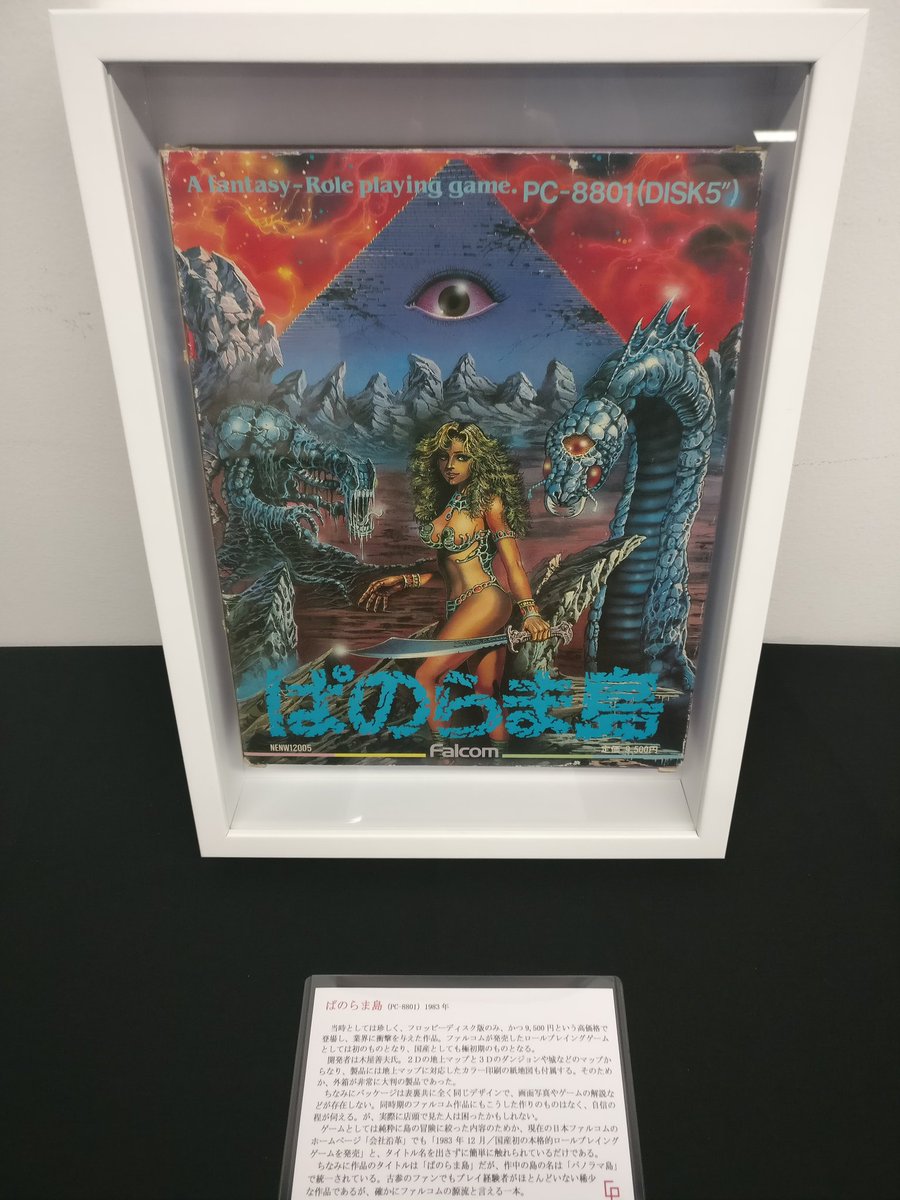 A fantasy-Role playing game. PC-8801(DISK5")
ぱのらま島
NENW12005
Falcom
定価 9,500円
ぱのらま島 (PC-8801) 1983年
当時としては珍しく、フロッピーディスク版のみ、かつ9,500円という高価格で
登場し、業界に衝撃を与えた作品。ファルコムが発売したロールプレイングゲーム
としては初のものとなり、国産としても極初期のものとなる。
開発者は木屋善夫氏。2Dの地上マップと3Dのダンジョンや城などのマップか
らなり、製品には地上マップに対応したカラー印刷の紙地図も付属する。そのため
か、外箱が非常に大判の製品であった。
ちなみにパッケージは表裏共に全く同じデザインで、画面写真やゲームの解説な
どが存在しない。同時期のファルコム作品にもこうした作りのものはなく、自信の
程が伺える。が、実際に店頭で見た人は困ったかもしれない。
ゲームとしては純粋に島の冒険に絞った内容のためか、現在の日本ファルコムの
ホームページ「会社沿革」でも「1983年12月/国産初の本格的ロールプレイング
ゲームを発売」と、タイトル名を出さずに簡単に触れられているだけである。
ちなみに作品のタイトルは「ぱのらま島」だが、作中の島の名は「パノラマ島」
で統一されている。古参のファンでもプレイ経験者がほとんどいない稀少
な作品であるが、確かにファルコムの源流と言える一本。